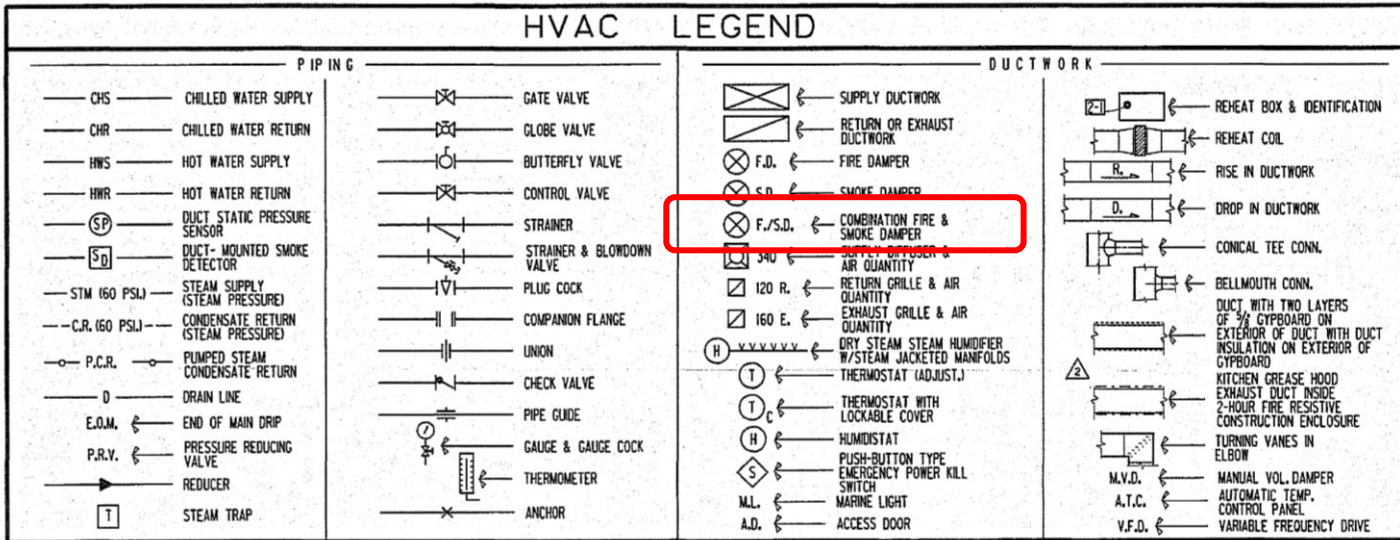 HVAC LEGEND
PIPING
CHS CHILLED WATER SUPPLY
CHR CHILLED WATER RETURN
HWS HOT WATER SUPPLY
HWR HOT WATER RETURN
SP DUCT STATIC PRESSURE
SENSOR
SD DUCT- MOUNTED SMOKE
DETECTOR
STM (60 PSI.) STEAM SUPPLY
(STEAM PRESSURE)
C.R. (60 PSI.) CONDENSATE RETURN
(STEAM PRESSURE)
P.C.R. PUMPED STEAM
CONDENSATE RETURN
D DRAIN LINE
E.O.M. END OF MAIN DRIP
P.R.V. PRESSURE REDUCING
VALVE
REDUCER
T STEAM TRAP
GATE VALVE
GLOBE VALVE
BUTTERFLY VALVE
CONTROL VALVE
STRAINER
STRAINER & BLOWDOWN
VALVE
PLUG COCK
COMPANION FLANGE
UNION
CHECK VALVE
PIPE GUIDE
GAUGE & GAUGE COCK
THERMOMETER
ANCHOR
DUCTWORK
SUPPLY DUCTWORK
RETURN OR EXHAUST
DUCTWORK
F.D. FIRE DAMPER
S.D. SMOKE DAMPER
F./S.D. COMBINATION FIRE &
SMOKE DAMPER
340 SUPPLY DIFFUSER &
AIR QUANTITY
120 R. RETURN GRILLE & AIR
QUANTITY
160 E. EXHAUST GRILLE & AIR
QUANTITY
H DRY STEAM STEAM HUMIDIFIER
W/STEAM JACKETED MANIFOLDS
T THERMOSTAT (ADJUST.)
T C THERMOSTAT WITH
LOCKABLE COVER
H HUMIDISTAT
S PUSH-BUTTON TYPE
EMERGENCY POWER KILL
SWITCH
M.L. MARINE LIGHT
A.D. ACCESS DOOR
2-1 REHEAT BOX & IDENTIFICATION
REHEAT COIL
R. RISE IN DUCTWORK
D. DROP IN DUCTWORK
CONICAL TEE CONN.
BELLMOUTH CONN.
DUCT WITH TWO LAYERS
OF 5/8 GYPBOARD ON
EXTERIOR OF DUCT WITH DUCT
INSULATION ON EXTERIOR OF
GYPBOARD
2 KITCHEN GREASE HOOD
EXHAUST DUCT INSIDE
2-HOUR FIRE RESISTIVE
CONSTRUCTION ENCLOSURE
TURNING VANES IN
ELBOW
M.V.D. MANUAL VOL. DAMPER
A.T.C. AUTOMATIC TEMP.
CONTROL PANEL
V.F.D. VARIABLE FREQUENCY DRIVE